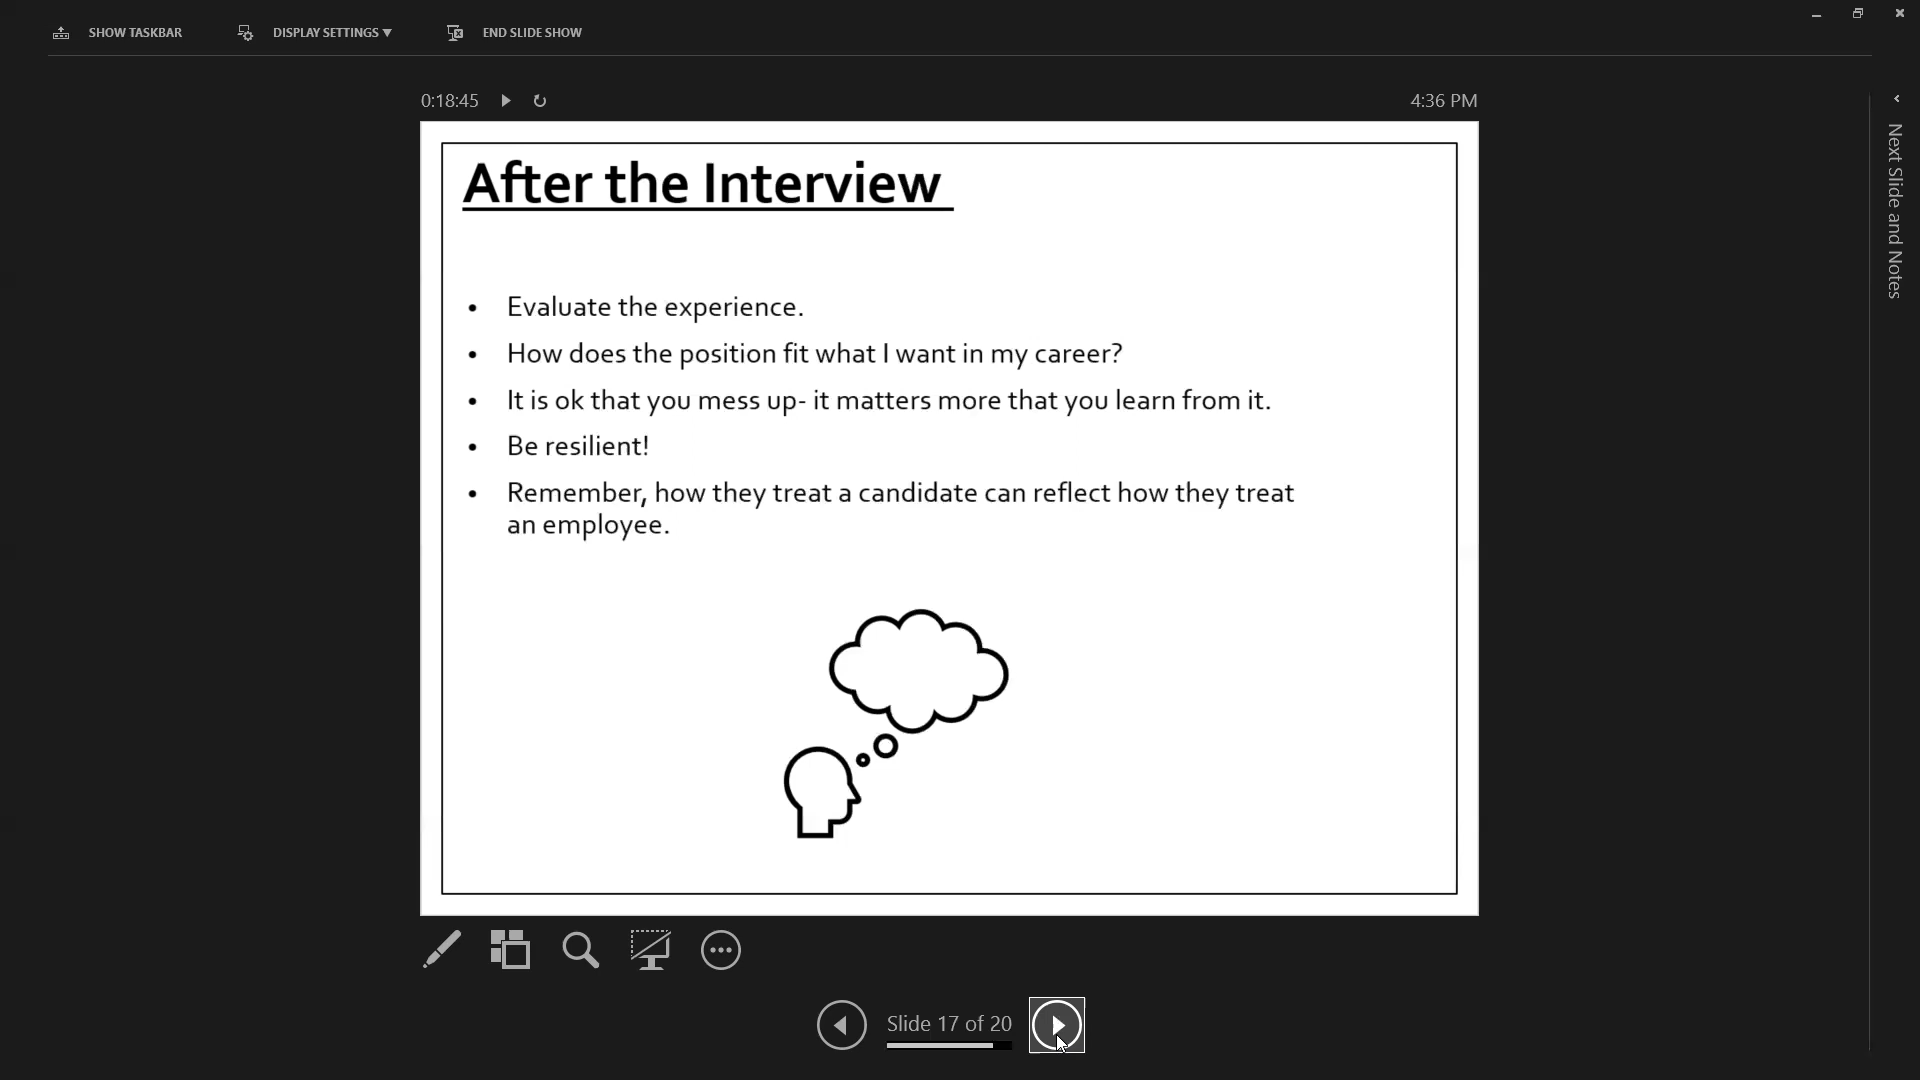 SHOW TASKBAR
DISPLAY SETTINGS ▼
END SLIDE SHOW
0:18:45
4:36 PM
After the Interview
• Evaluate the experience.
• How does the position fit what I want in my career?
• It is ok that you mess up- it matters more that you learn from it.
• Be resilient!
• Remember, how they treat a candidate can reflect how they treat
an employee.
Next Slide and Notes
Slide 17 of 20